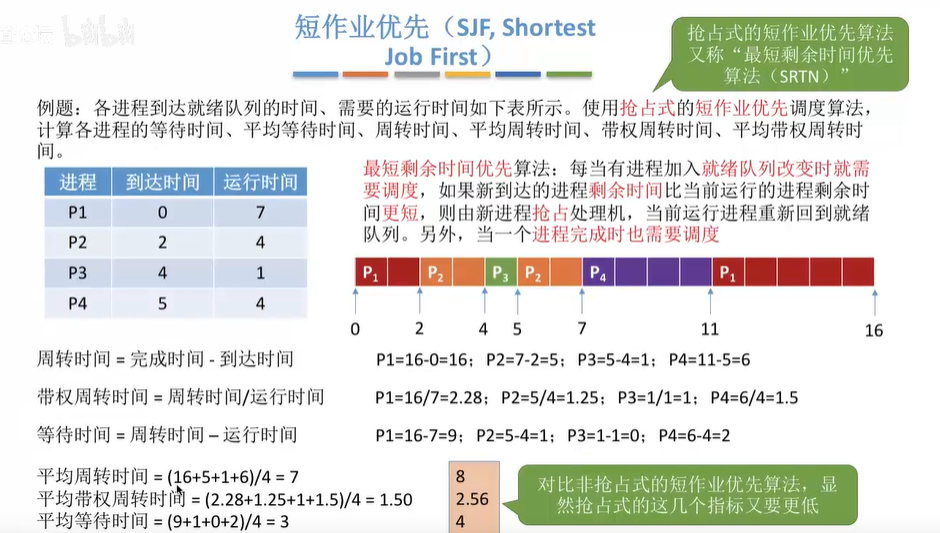 短作业优先（SJF, Shortest
Job First）
抢占式的短作业优先算法
又称“最短剩余时间优先
算法（SRTN）”
例题：各进程到达就绪队列的时间、需要的运行时间如下表所示。使用抢占式的短作业优先调度算法，
计算各进程的等待时间、平均等待时间、周转时间、平均周转时间、带权周转时间、平均带权周转时
间。
进程 到达时间 运行时间
P1 0 7
P2 2 4
P3 4 1
P4 5 4
最短剩余时间优先算法：每当有进程加入就绪队列改变时就需
要调度，如果新到达的进程剩余时间比当前运行的进程剩余时
间更短，则由新进程抢占处理机，当前运行进程重新回到就绪
队列。另外，当一个进程完成时也需要调度
P1 P2 P3 P2 P4 P1
0 2 4 5 7 11 16
周转时间 = 完成时间 - 到达时间 P1=16-0=16；P2=7-2=5；P3=5-4=1；P4=11-5=6
带权周转时间 = 周转时间/运行时间 P1=16/7=2.28；P2=5/4=1.25；P3=1/1=1；P4=6/4=1.5
等待时间 = 周转时间 – 运行时间 P1=16-7=9；P2=5-4=1；P3=1-1=0；P4=6-4=2
平均周转时间 = (16+5+1+6)/4 = 7 8
平均带权周转时间 = (2.28+1.25+1+1.5)/4 = 1.50 2.56
平均等待时间 = (9+1+0+2)/4 = 3 4
对比非抢占式的短作业优先算法，显
然抢占式的这几个指标又要更低